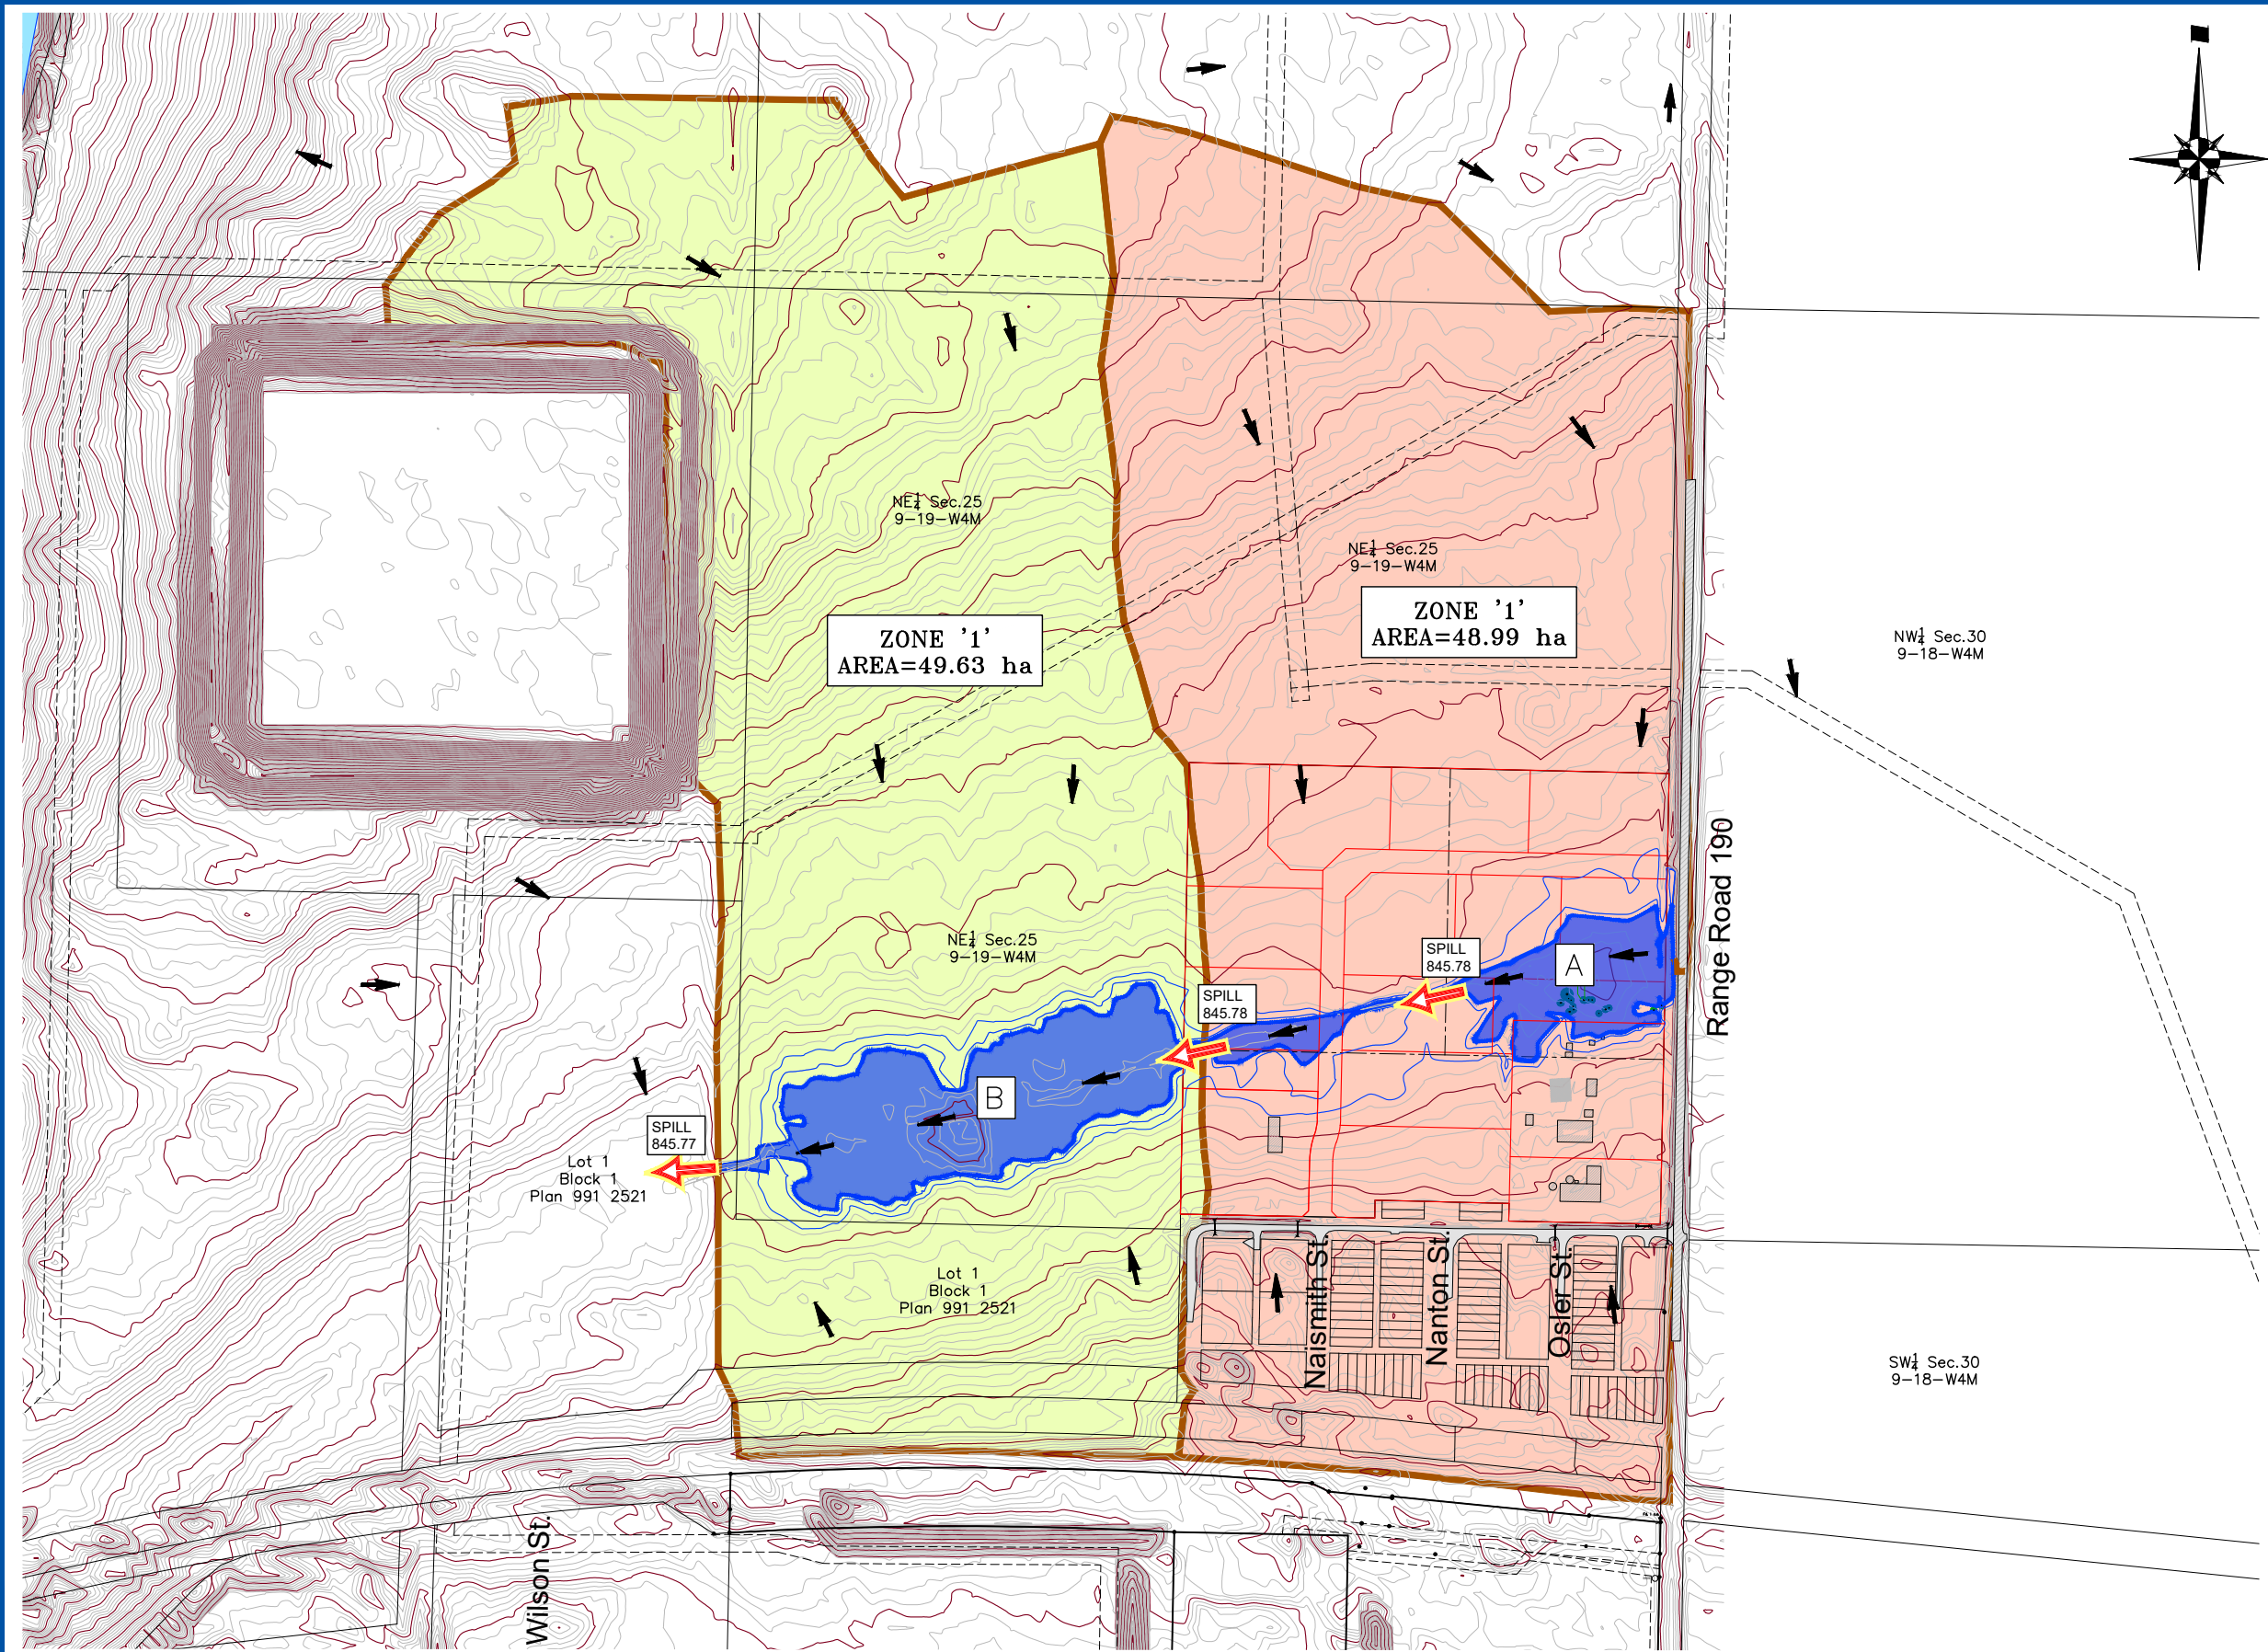 NE¼ Sec.25
9-19-W4M
NE¼ Sec.25
9-19-W4M
ZONE '1'
AREA=49.63 ha
ZONE '1'
AREA=48.99 ha
NW¼ Sec.30
9-18-W4M
Range Road 190
NE¼ Sec.25
9-19-W4M
SPILL
845.78
A
SPILL
845.78
B
SPILL
845.77
Lot 1
Block 1
Plan 991 2521
Lot 1
Block 1
Plan 991 2521
Naismith St.
Nanton St.
Osler St.
SW¼ Sec.30
9-18-W4M
Wilson St.